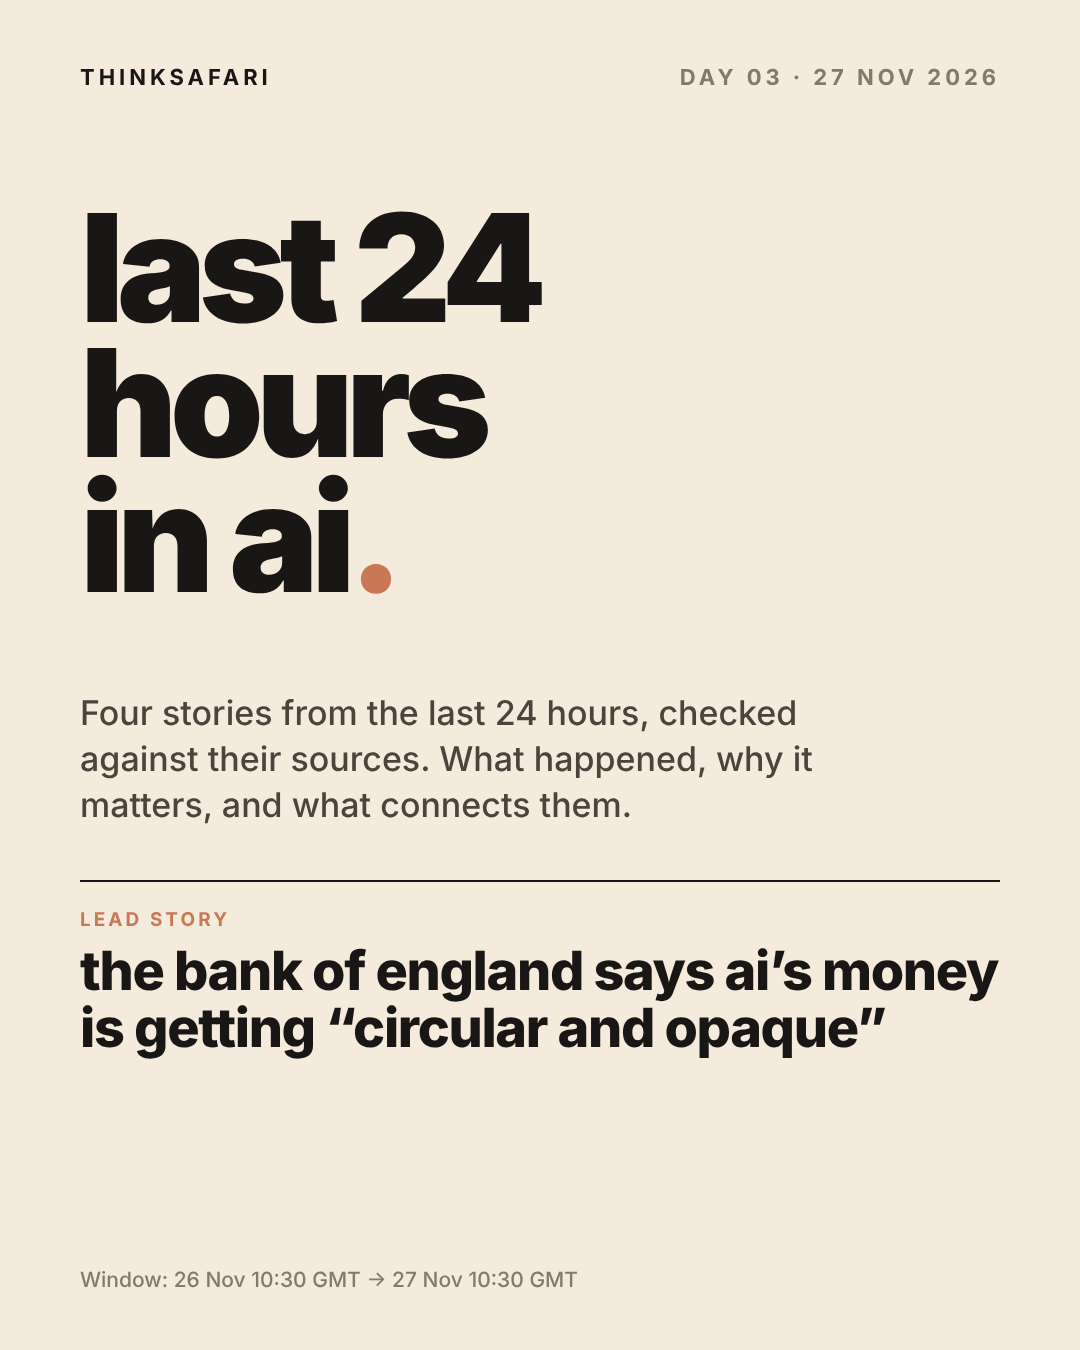 THINKSAFARI
DAY 03 · 27 NOV 2026
last 24
hours
in ai.
Four stories from the last 24 hours, checked
against their sources. What happened, why it
matters, and what connects them.
LEAD STORY
the bank of england says ai’s money
is getting “circular and opaque”
Window: 26 Nov 10:30 GMT → 27 Nov 10:30 GMT